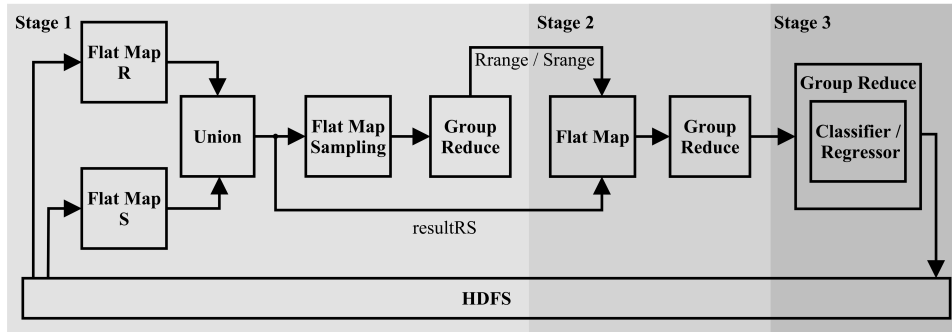 Stage 1
Stage 2
Stage 3
Flat Map
R
Rrange / Srange
Group Reduce
Union
Flat Map
Sampling
Group
Reduce
Flat Map
Group
Reduce
Classifier /
Regressor
Flat Map
S
resultRS
HDFS